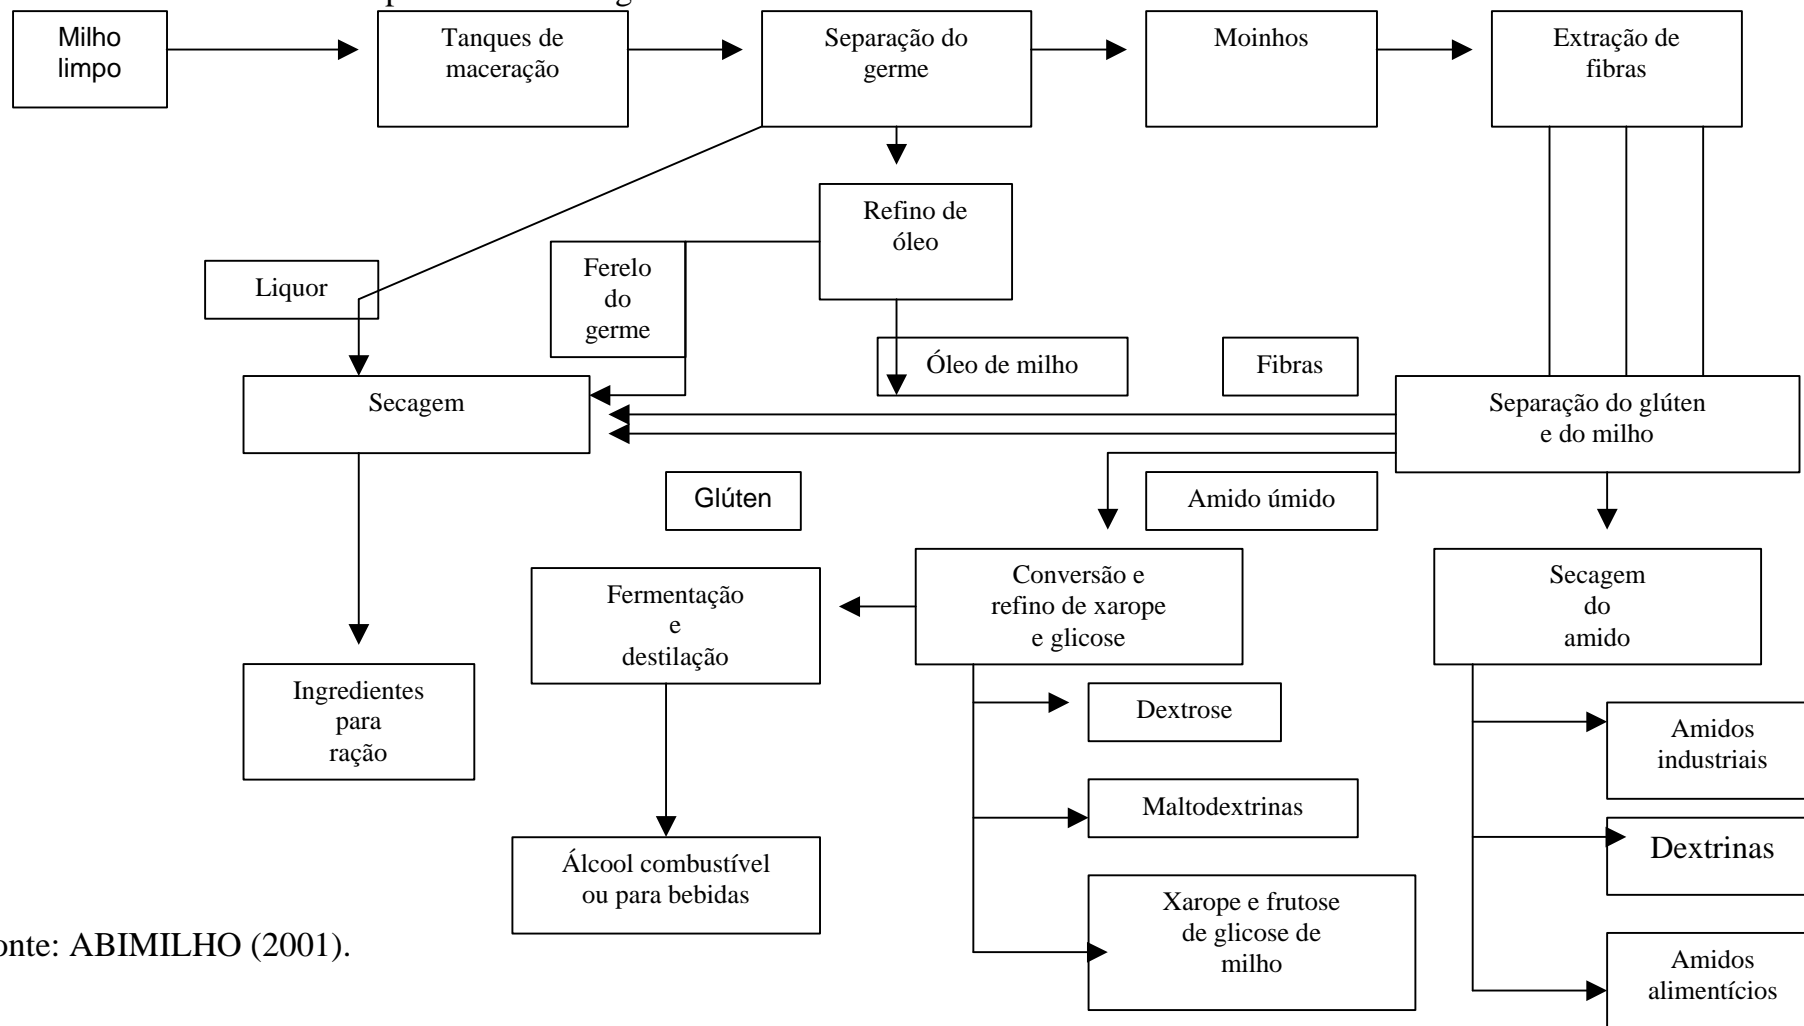 Milho
limpo
Tanques de
maceração
Separação do
germe
Moinhos
Extração de
fibras
Refino de
óleo
Ferelo
do
germe
Liquor
Óleo de milho
Fibras
Secagem
Separação do glúten
e do milho
Glúten
Amido úmido
Fermentação
e
destilação
Conversão e
refino de xarope
e glicose
Secagem
do
amido
Ingredientes
para
ração
Dextrose
Amidos
industriais
Maltodextrinas
Dextrinas
Álcool combustível
ou para bebidas
Xarope e frutose
de glicose de
milho
Amidos
alimentícios
onte: ABIMILHO (2001).